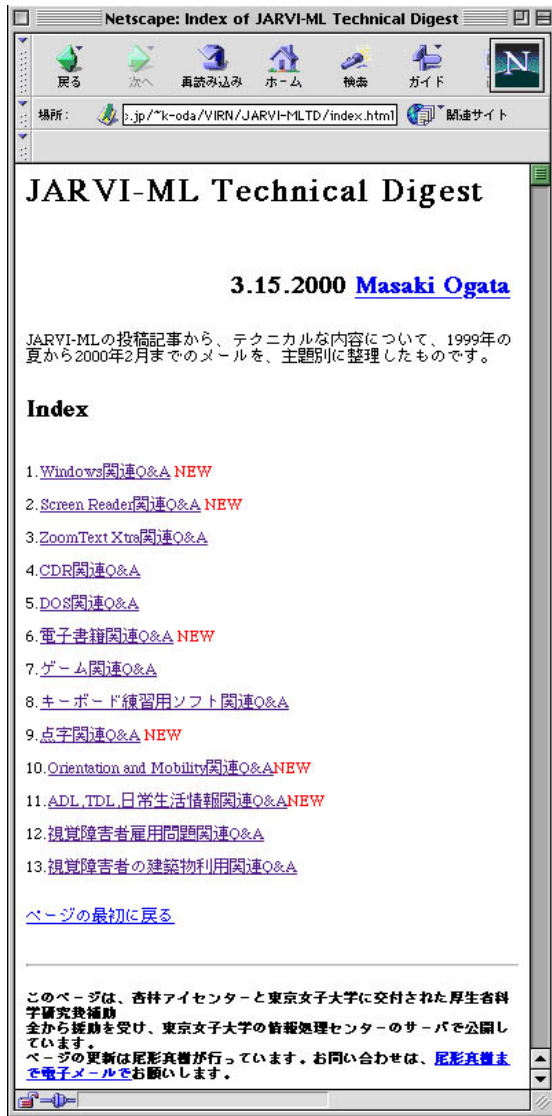 Netscape: Index of JARVI-ML Technical Digest
戻る 次へ 再読み込み ホーム 検索 ガイド N
場所: .jp/~k-oda/VIRN/JARVI-MLTD/index.html 関連サイト
JARVI-ML Technical Digest
3.15.2000 Masaki Ogata
JARVI-MLの投稿記事から、テクニカルな内容について、1999年の
夏から2000年2月までのメールを、主題別に整理したものです。
Index
1.Windows関連Q&A NEW
2.Screen Reader関連Q&A NEW
3.ZoomText Xtra関連Q&A
4.CDR関連Q&A
5.DOS関連Q&A
6.電子書籍関連Q&A NEW
7.ゲーム関連Q&A
8.キーボード練習用ソフト関連Q&A
9.点字関連Q&A NEW
10.Orientation and Mobility関連Q&ANEW
11.ADL,TDL,日常生活情報関連Q&ANEW
12.視覚障害者雇用問題関連Q&A
13.視覚障害者の建築物利用関連Q&A
ページの最初に戻る
このページは、杏林アイセンターと東京女子大学に交付された厚生省科
学研究費補助
金から援助を受け、東京女子大学の情報処理センターのサーバで公開し
ています。
ページの更新は尾形真樹が行っています。お問い合わせは、尾形真樹ま
で電子メールでお願いします。